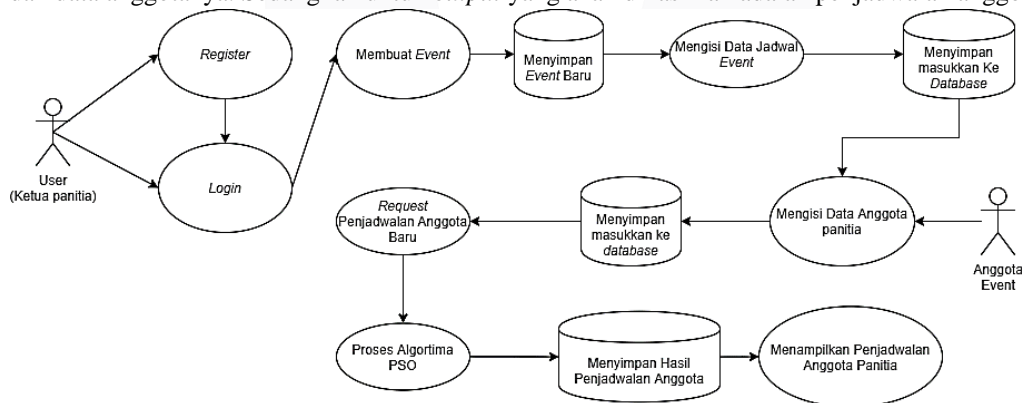 Register
Membuat Event
Menyimpan
Event Baru
Mengisi Data Jadwal
Event
Menyimpan
masukkan Ke
Database
User
(Ketua panitia)
Login
Request
Penjadwalan Anggota
Baru
Menyimpan
masukkan ke
database
Mengisi Data Anggota
panitia
Anggota
Event
Proses Algortima
PSO
Menyimpan Hasil
Penjadwalan Anggota
Menampilkan Penjadwalan
Anggota Panitia